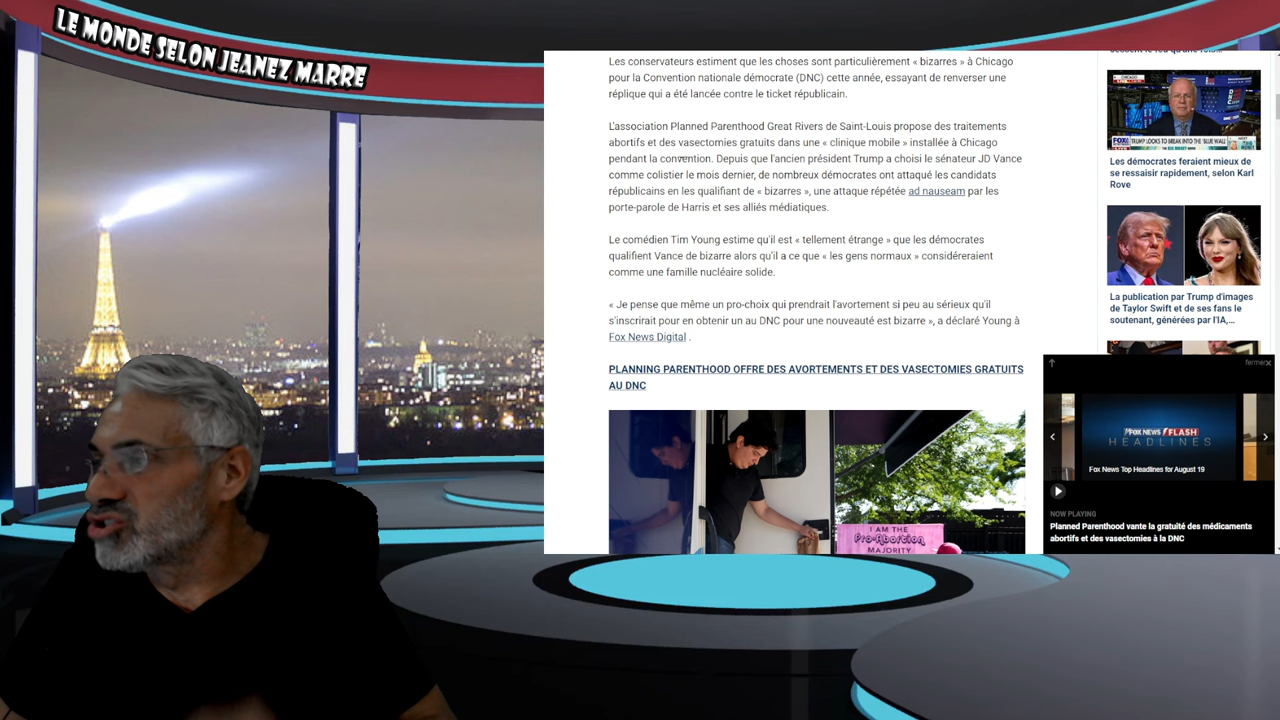 LE MONDE SELON JEANEZ MARRE
Les conservateurs estiment que les choses sont particulièrement « bizarres » à Chicago
pour la Convention nationale démocrate (DNC) cette année, essayant de renverser une
réplique qui a été lancée contre le ticket républicain.
L'association Planned Parenthood Great Rivers de Saint-Louis propose des traitements
abortifs et des vasectomies gratuits dans une « clinique mobile » installée à Chicago
pendant la convention. Depuis que l'ancien président Trump a choisi le sénateur JD Vance
comme colistier le mois dernier, de nombreux démocrates ont attaqué les candidats
républicains en les qualifiant de « bizarres », une attaque répétée ad nauseam par les
porte-parole de Harris et ses alliés médiatiques.
Le comédien Tim Young estime qu'il est « tellement étrange » que les démocrates
qualifient Vance de bizarre alors qu'il a ce que « les gens normaux » considéreraient
comme une famille nucléaire solide.
« Je pense que même un pro-choix qui prendrait l'avortement si peu au sérieux qu'il
s'inscrirait pour en obtenir un au DNC pour une nouveauté est bizarre », a déclaré Young à
Fox News Digital .
PLANNING PARENTHOOD OFFRE DES AVORTEMENTS ET DES VASECTOMIES GRATUITS
AU DNC
I AM THE
Pro-Abortion
MAJORITY
TRUMP LOOKS TO BREAK INTO THE 'BLUE WALL'
Les démocrates feraient mieux de
se ressaisir rapidement, selon Karl
Rove
La publication par Trump d'images
de Taylor Swift et de ses fans le
soutenant, générées par l'IA,...
fermer
FOX NEWS FLASH
HEADLINES
Fox News Top Headlines for August 19
NOW PLAYING
Planned Parenthood vante la gratuité des médicaments
abortifs et des vasectomies à la DNC